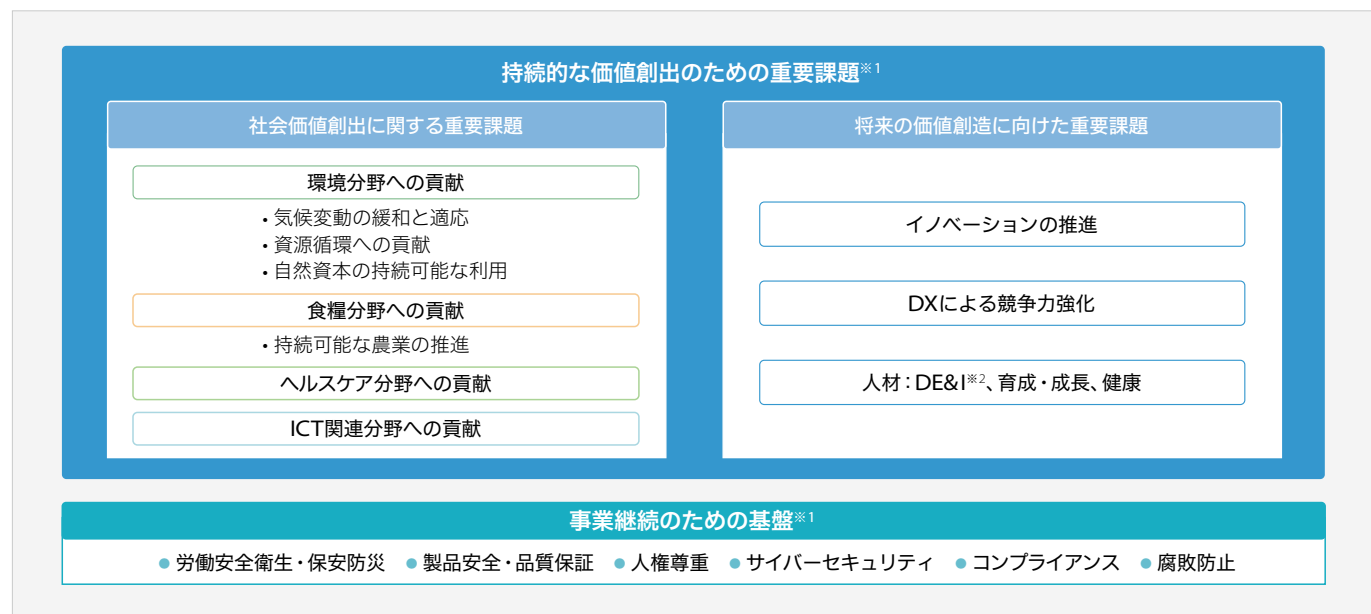 持続的な価値創出のための重要課題※1
社会価値創出に関する重要課題
環境分野への貢献
・気候変動の緩和と適応
・資源循環への貢献
・自然資本の持続可能な利用
食糧分野への貢献
・持続可能な農業の推進
ヘルスケア分野への貢献
ICT関連分野への貢献
将来の価値創造に向けた重要課題
イノベーションの推進
DXによる競争力強化
人材：DE&I※2、育成・成長、健康
事業継続のための基盤※1
●労働安全衛生・保安防災 ●製品安全・品質保証 ●人権尊重 ●サイバーセキュリティ ●コンプライアンス ●腐敗防止